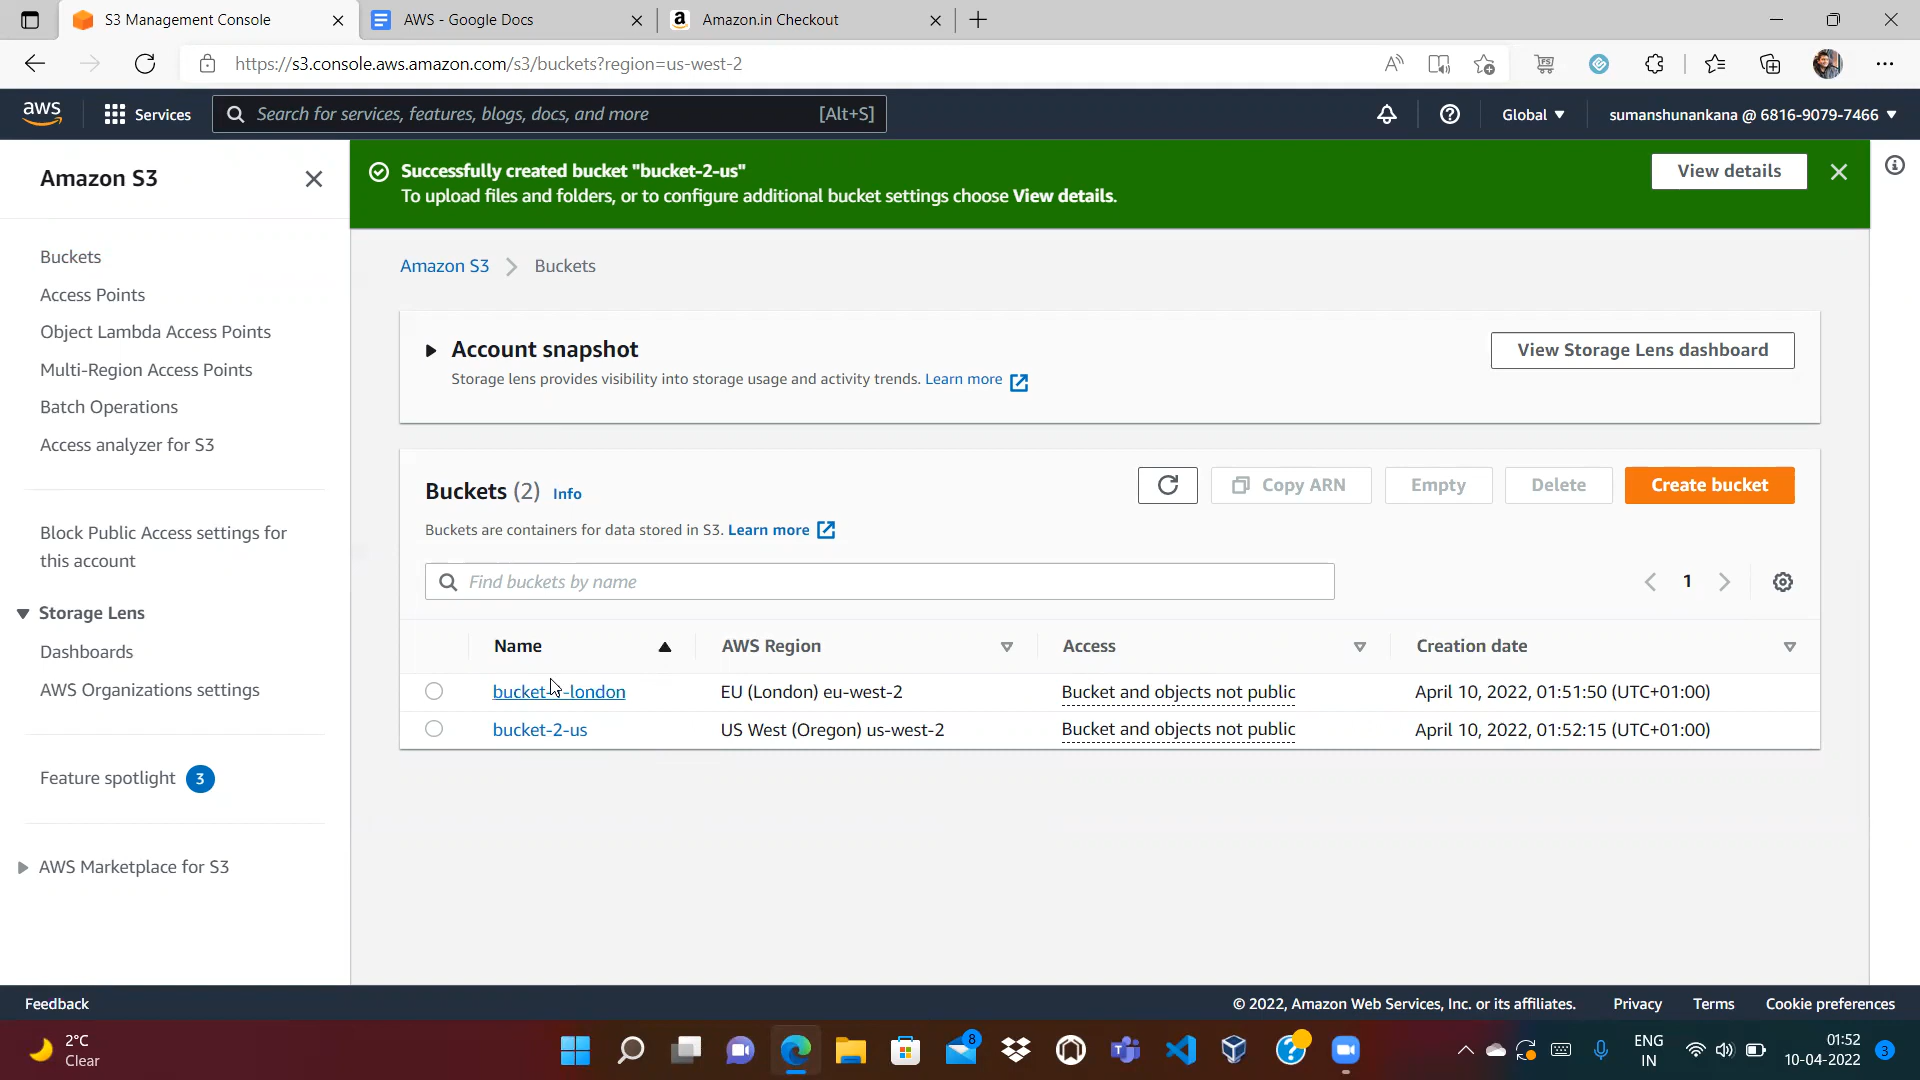 S3 Management Console
AWS - Google Docs
Amazon.in Checkout
https://s3.console.aws.amazon.com/s3/buckets?region=us-west-2
aws
Services
Search for services, features, blogs, docs, and more
[Alt+S]
Global
sumanshunankana @ 6816-9079-7466
Amazon S3
Buckets
Access Points
Object Lambda Access Points
Multi-Region Access Points
Batch Operations
Access analyzer for S3
Block Public Access settings for
this account
Storage Lens
Dashboards
AWS Organizations settings
Feature spotlight 3
AWS Marketplace for S3
Successfully created bucket "bucket-2-us"
To upload files and folders, or to configure additional bucket settings choose View details.
View details
Amazon S3 Buckets
Account snapshot
Storage lens provides visibility into storage usage and activity trends. Learn more
View Storage Lens dashboard
Buckets (2) Info
Buckets are containers for data stored in S3. Learn more
Copy ARN
Empty
Delete
Create bucket
Find buckets by name
1
Name AWS Region Access Creation date
EU (London) eu-west-2 Bucket and objects not public April 10, 2022, 01:51:50 (UTC+01:00)
bucket-2-us US West (Oregon) us-west-2 Bucket and objects not public April 10, 2022, 01:52:15 (UTC+01:00)
Feedback
© 2022, Amazon Web Services, Inc. or its affiliates. Privacy Terms Cookie preferences
2°C
Clear
8
ENG
IN
01:52
10-04-2022
3